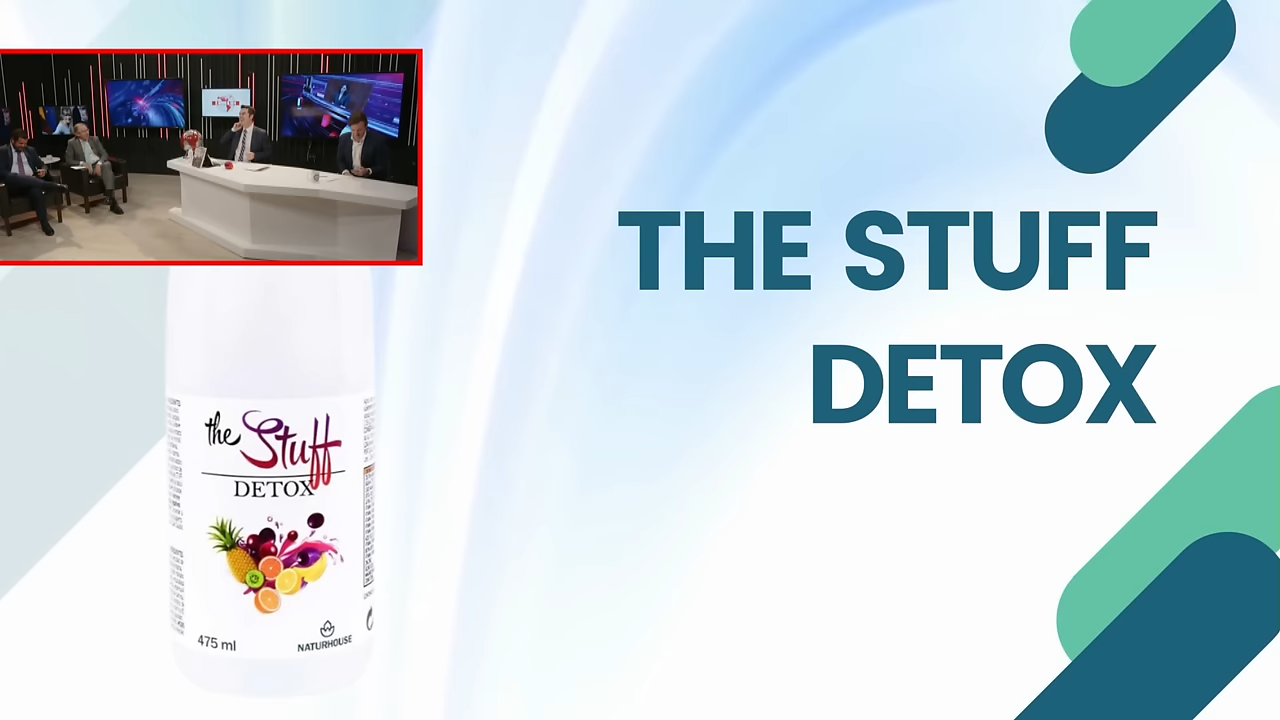 THE STUFF
DETOX
the Stuff
DETOX
475 ml
NATURHOUSE